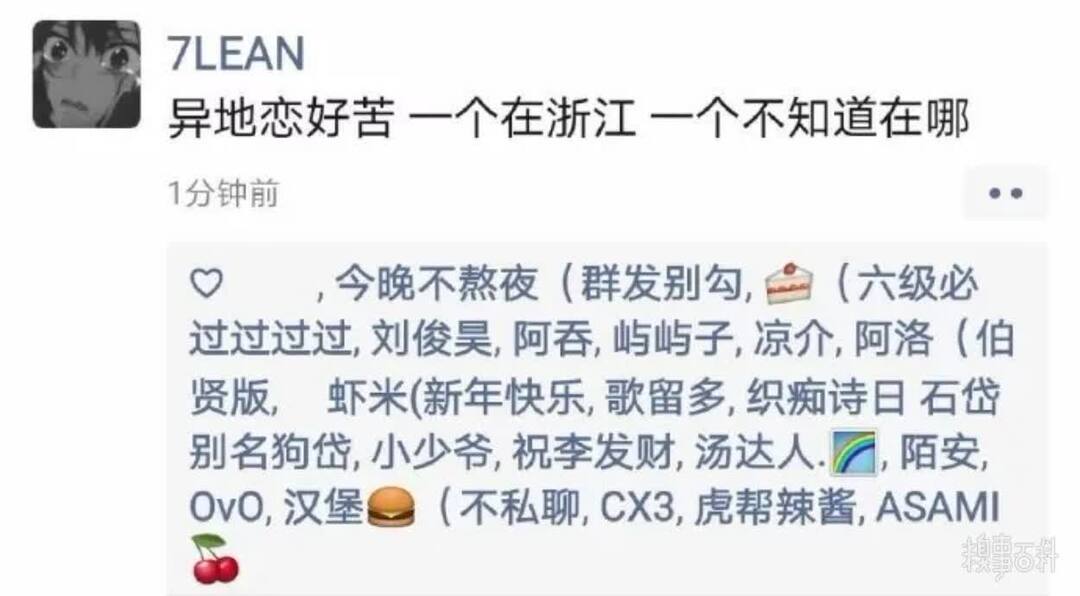 7LEAN
异地恋好苦 一个在浙江 一个不知道在哪
1分钟前
♡ , 今晚不熬夜（群发别勾, 🍰（六级必
过过过过, 刘俊昊, 阿吞, 屿屿子, 凉介, 阿洛（伯
贤版, 虾米(新年快乐, 歌留多, 织痴诗日 石岱
别名狗岱, 小少爷, 祝李发财, 汤达人.🌈, 陌安,
OvO, 汉堡🍔（不私聊, CX3, 虎帮辣酱, ASAMI
🍒
糗事百科